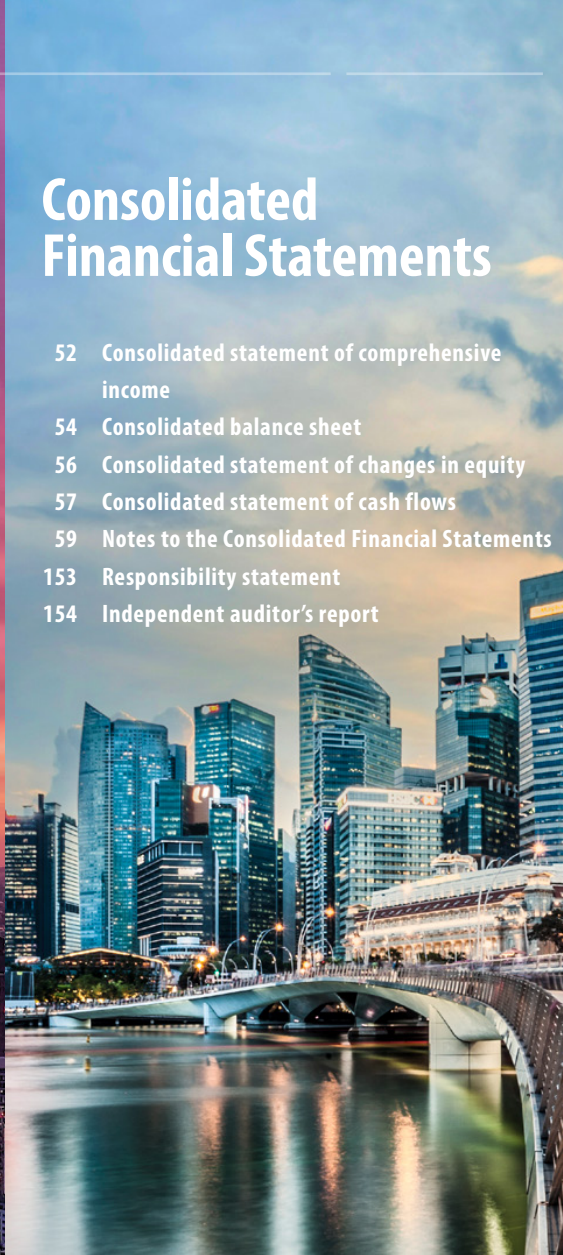 Consolidated
Financial Statements
52 Consolidated statement of comprehensive
income
54 Consolidated balance sheet
56 Consolidated statement of changes in equity
57 Consolidated statement of cash flows
59 Notes to the Consolidated Financial Statements
153 Responsibility statement
154 Independent auditor’s report